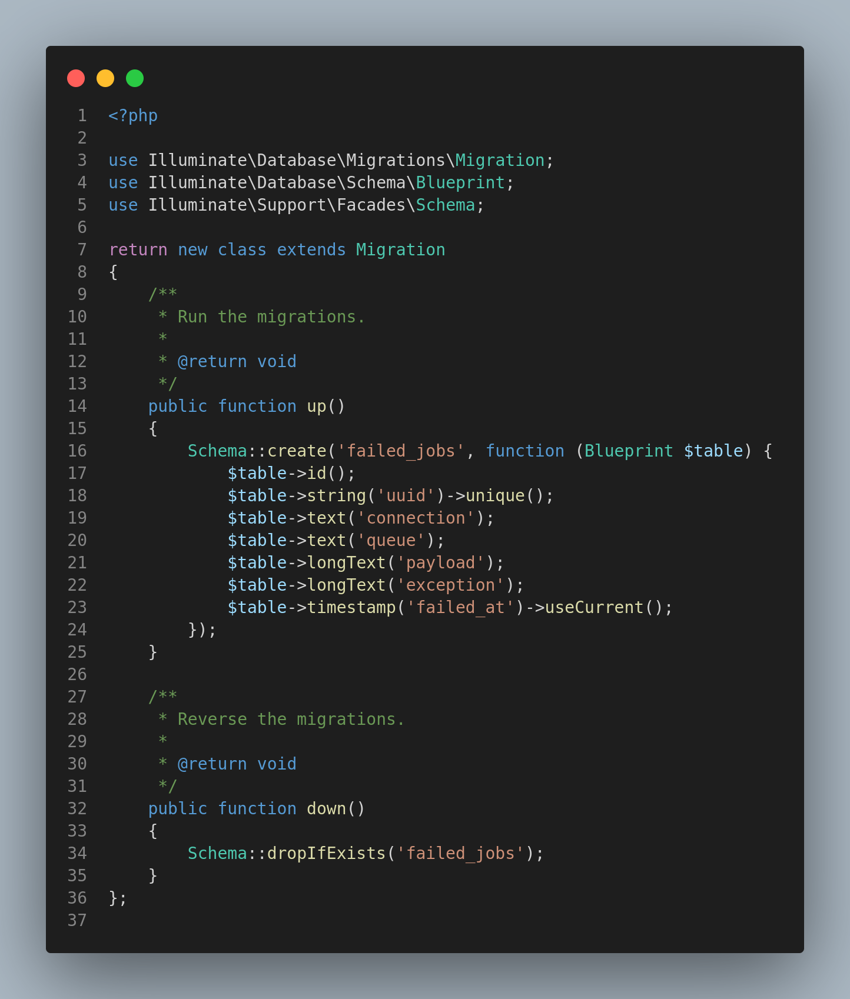 1 <?php
2
3 use Illuminate\Database\Migrations\Migration;
4 use Illuminate\Database\Schema\Blueprint;
5 use Illuminate\Support\Facades\Schema;
6
7 return new class extends Migration
8 {
9     /**
10      * Run the migrations.
11      *
12      * @return void
13      */
14     public function up()
15     {
16         Schema::create('failed_jobs', function (Blueprint $table) {
17             $table->id();
18             $table->string('uuid')->unique();
19             $table->text('connection');
20             $table->text('queue');
21             $table->longText('payload');
22             $table->longText('exception');
23             $table->timestamp('failed_at')->useCurrent();
24         });
25     }
26
27     /**
28      * Reverse the migrations.
29      *
30      * @return void
31      */
32     public function down()
33     {
34         Schema::dropIfExists('failed_jobs');
35     }
36 };
37